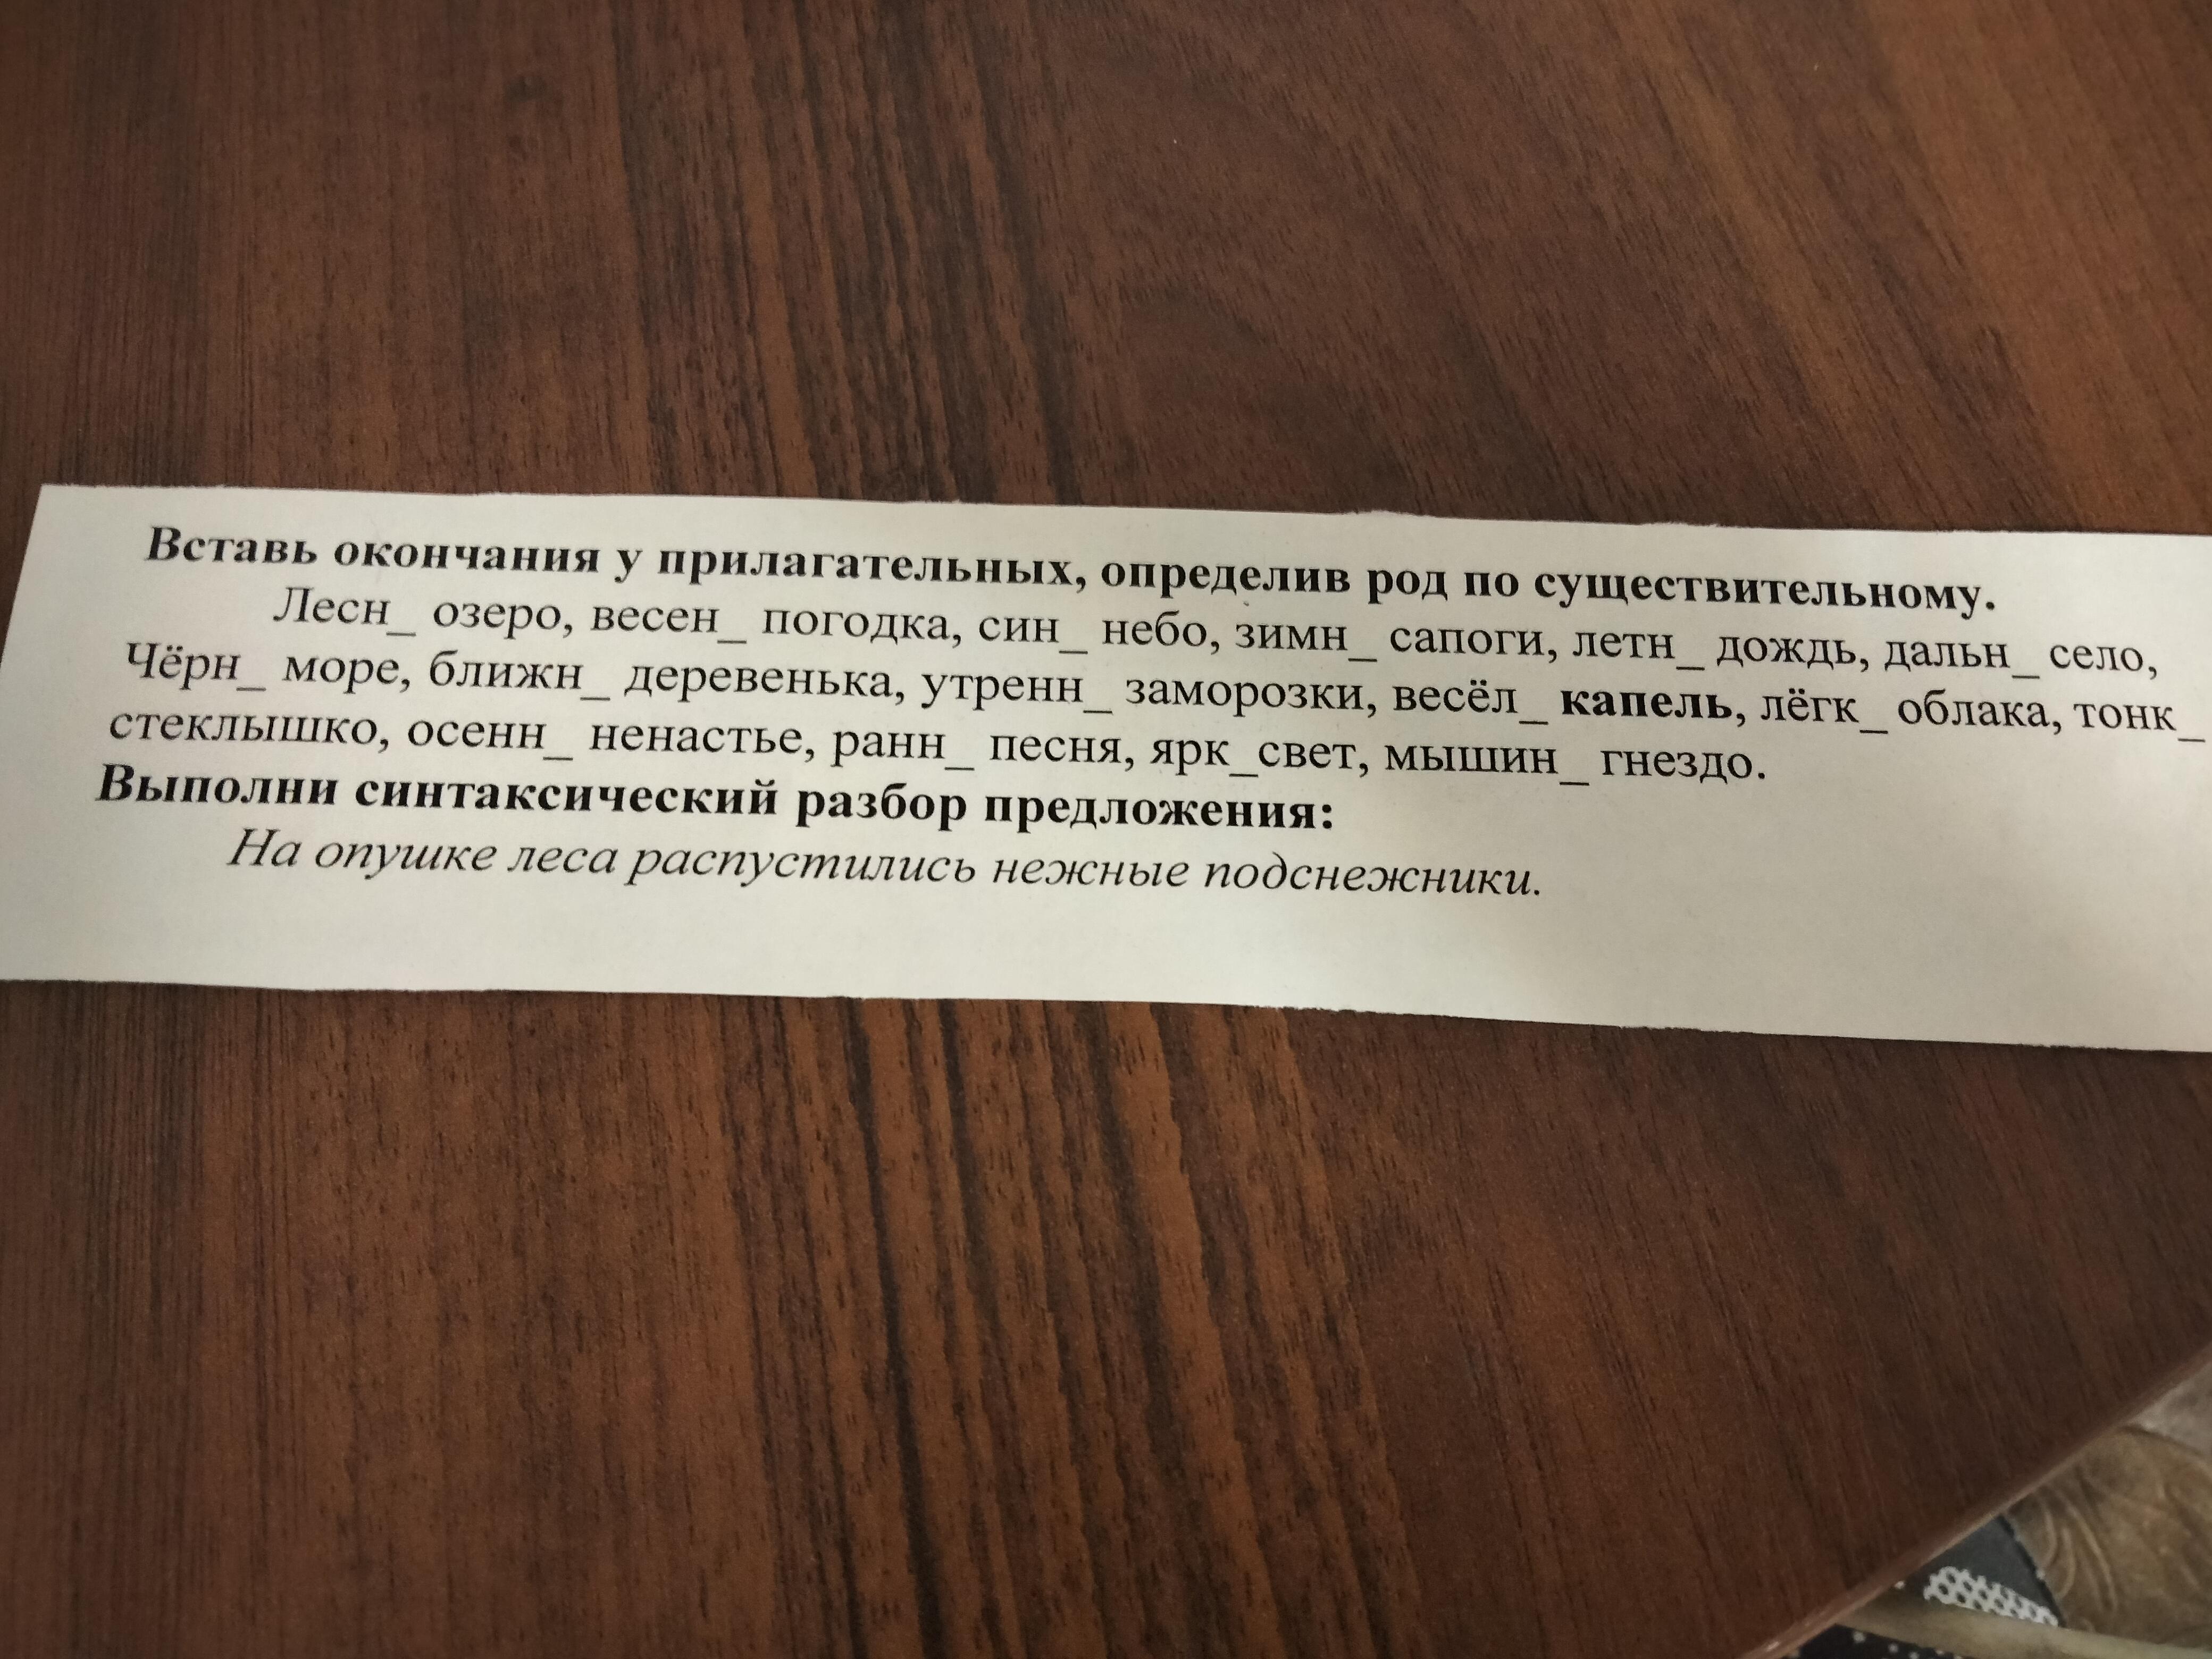 Вставь окончания у прилагательных, определив род по существительному.
Лесн_ озеро, весен_ погодка, син_ небо, зимн_ сапоги, летн_ дождь, дальн_ село,
Чёрн_ море, ближн_ деревенька, утренн_ заморозки, весёл_ капель, лёгк_ облака, тонк_
стеклышко, осенн_ ненастье, ранн_ песня, ярк_свет, мышин_ гнездо.
Выполни синтаксический разбор предложения:
На опушке леса распустились нежные подснежники.